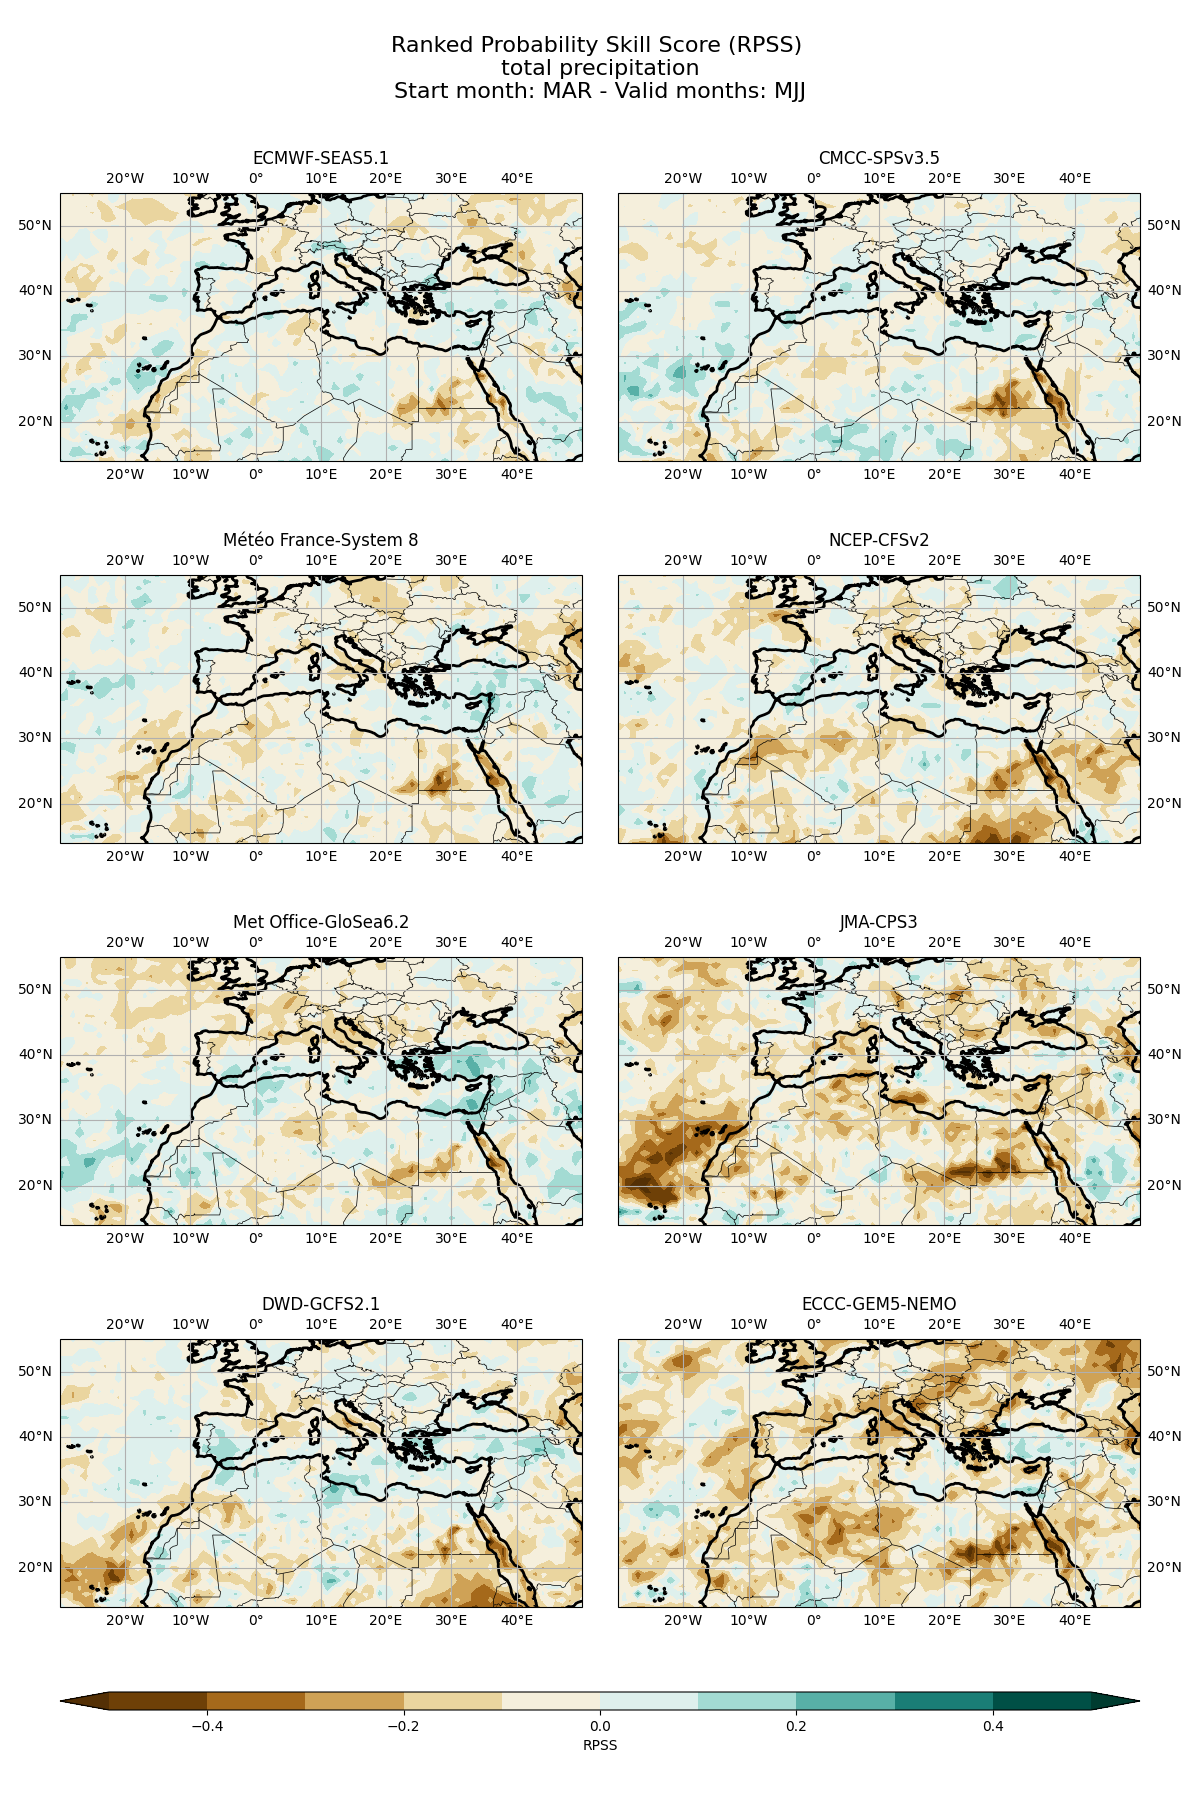 Ranked Probability Skill Score (RPSS)
total precipitation
Start month: MAR - Valid months: MJJ
ECMWF-SEAS5.1 CMCC-SPSv3.5
20°W 10°W 0° 10°E 20°E 30°E 40°E 20°W 10°W 0° 10°E 20°E 30°E 40°E
50°N 50°N
40°N 40°N
30°N 30°N
20°N 20°N
20°W 10°W 0° 10°E 20°E 30°E 40°E 20°W 10°W 0° 10°E 20°E 30°E 40°E
Météo France-System 8 NCEP-CFSv2
20°W 10°W 0° 10°E 20°E 30°E 40°E 20°W 10°W 0° 10°E 20°E 30°E 40°E
50°N 50°N
40°N 40°N
30°N 30°N
20°N 20°N
20°W 10°W 0° 10°E 20°E 30°E 40°E 20°W 10°W 0° 10°E 20°E 30°E 40°E
Met Office-GloSea6.2 JMA-CPS3
20°W 10°W 0° 10°E 20°E 30°E 40°E 20°W 10°W 0° 10°E 20°E 30°E 40°E
50°N 50°N
40°N 40°N
30°N 30°N
20°N 20°N
20°W 10°W 0° 10°E 20°E 30°E 40°E 20°W 10°W 0° 10°E 20°E 30°E 40°E
DWD-GCFS2.1 ECCC-GEM5-NEMO
20°W 10°W 0° 10°E 20°E 30°E 40°E 20°W 10°W 0° 10°E 20°E 30°E 40°E
50°N 50°N
40°N 40°N
30°N 30°N
20°N 20°N
20°W 10°W 0° 10°E 20°E 30°E 40°E 20°W 10°W 0° 10°E 20°E 30°E 40°E
−0.4 −0.2 0.0 0.2 0.4
RPSS